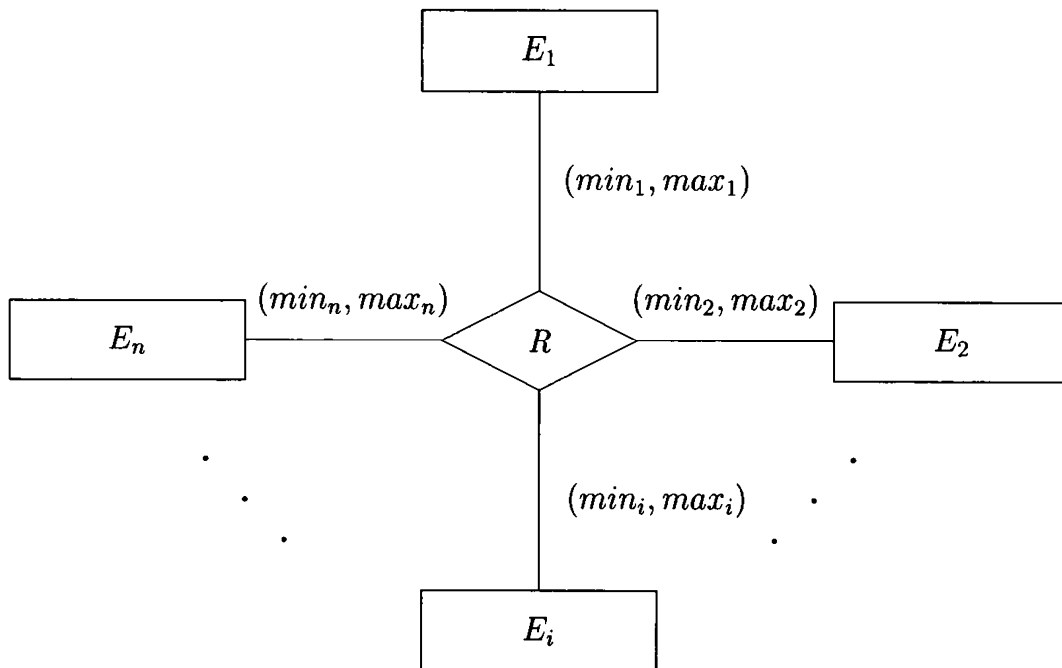 E₁
(min₁, max₁)
(minₙ, maxₙ)
(min₂, max₂)
Eₙ
R
E₂
(minᵢ, maxᵢ)
Eᵢ